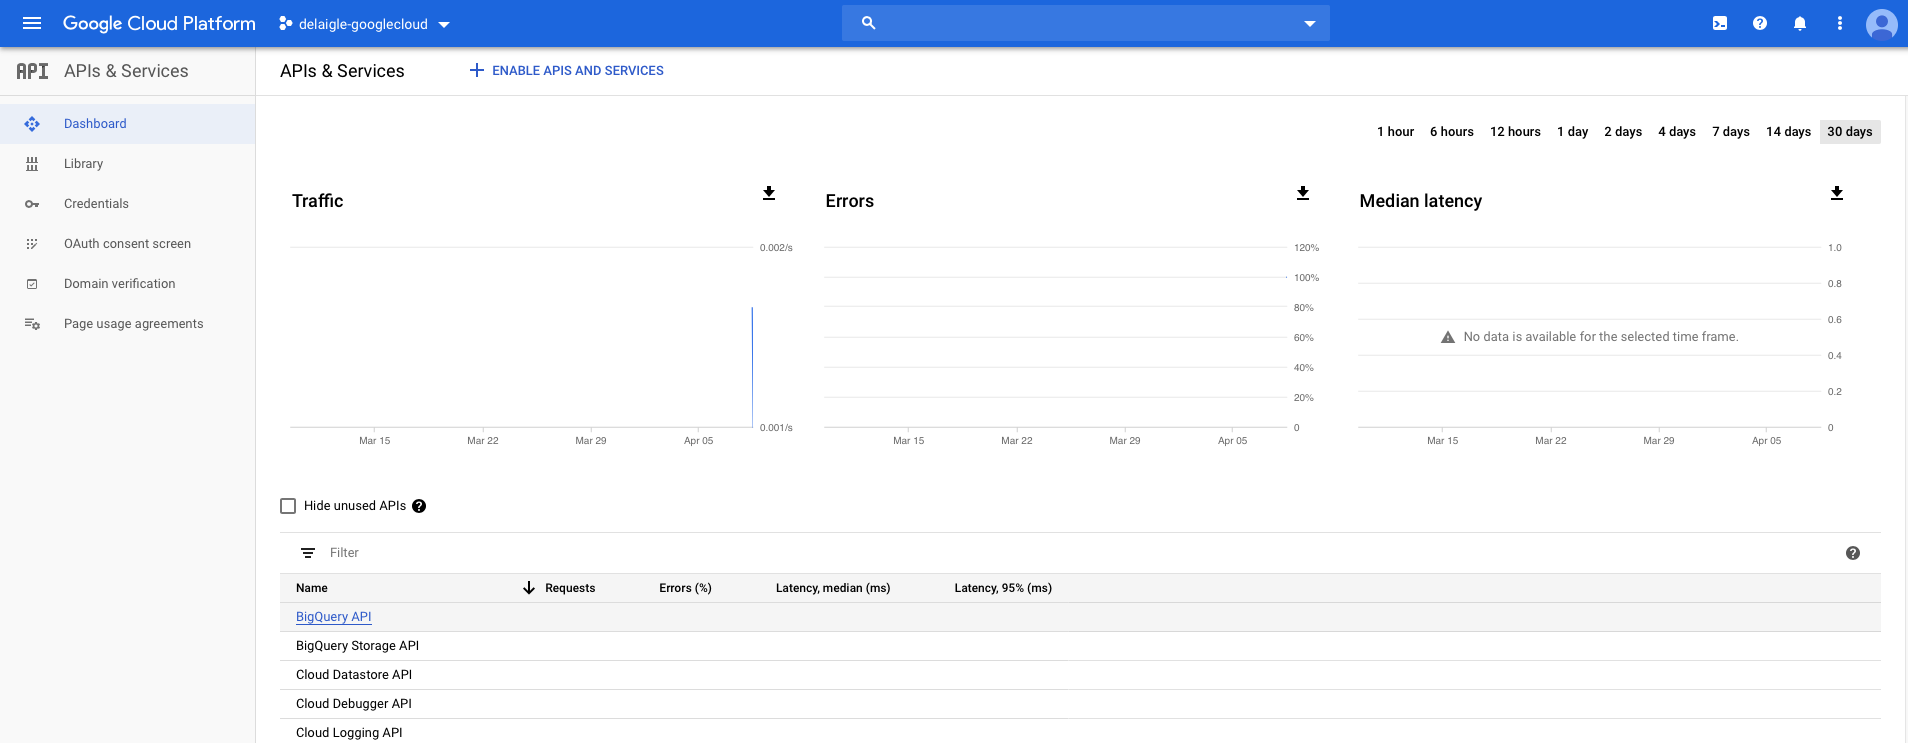 Google Cloud Platform
delaigle-googlecloud
API APIs & Services
APIs & Services
ENABLE APIS AND SERVICES
Dashboard
Library
Credentials
OAuth consent screen
Domain verification
Page usage agreements
1 hour 6 hours 12 hours 1 day 2 days 4 days 7 days 14 days 30 days
Traffic
0.002/s
0.001/s
Mar 15 Mar 22 Mar 29 Apr 05
Errors
120%
100%
80%
60%
40%
20%
0
Mar 15 Mar 22 Mar 29 Apr 05
Median latency
1.0
0.8
0.6
No data is available for the selected time frame.
0.4
0.2
0
Mar 15 Mar 22 Mar 29 Apr 05
Hide unused APIs
Filter
Name Requests Errors (%) Latency, median (ms) Latency, 95% (ms)
BigQuery API
BigQuery Storage API
Cloud Datastore API
Cloud Debugger API
Cloud Logging API